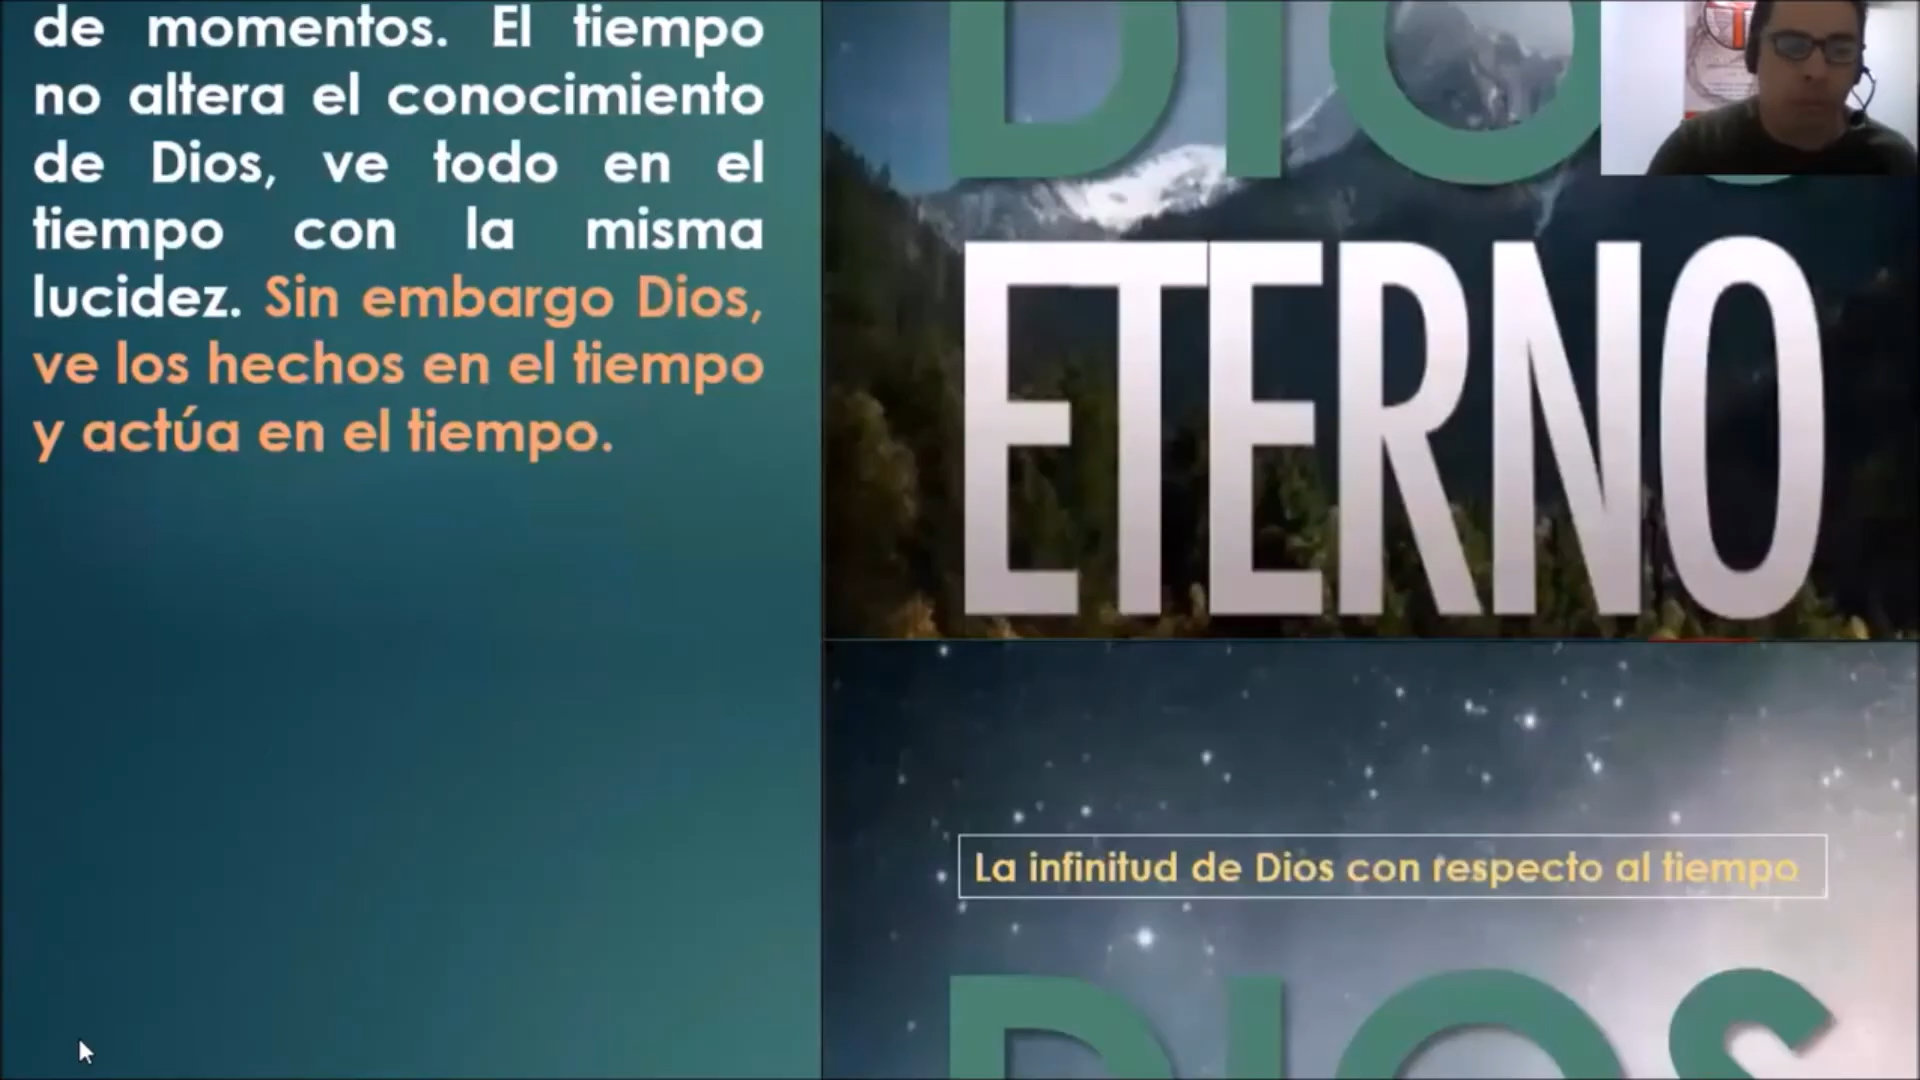 de momentos. El tiempo
no altera el conocimiento
de Dios, ve todo en el
tiempo con la misma
lucidez. Sin embargo Dios,
ve los hechos en el tiempo
y actúa en el tiempo.
ETERNO
La infinitud de Dios con respecto al tiempo
DIOS